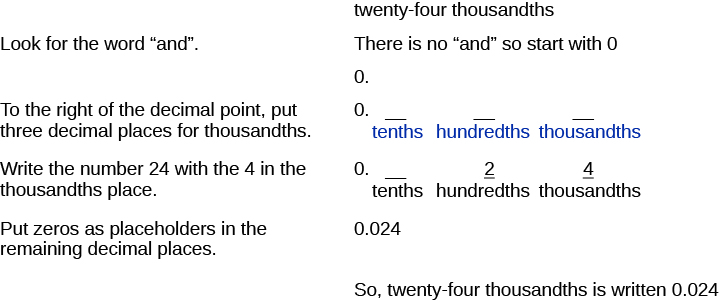 twenty-four thousandths
Look for the word “and”. There is no “and” so start with 0
0.
To the right of the decimal point, put 0. __ __ __
three decimal places for thousandths. tenths hundredths thousandths
Write the number 24 with the 4 in the 0. __ 2 4
thousandths place. tenths hundredths thousandths
Put zeros as placeholders in the 0.024
remaining decimal places.
So, twenty-four thousandths is written 0.024